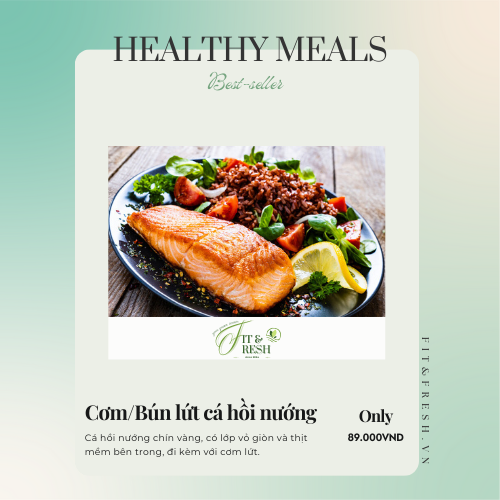 HEALTHY MEALS
Best-seller
FIT &
FRESH
Cơm/Bún lứt cá hồi nướng
Cá hồi nướng chín vàng, có lớp vỏ giòn và thịt
mềm bên trong, đi kèm với cơm lứt.
Only
89.000VND
FIT&FRESH.VN